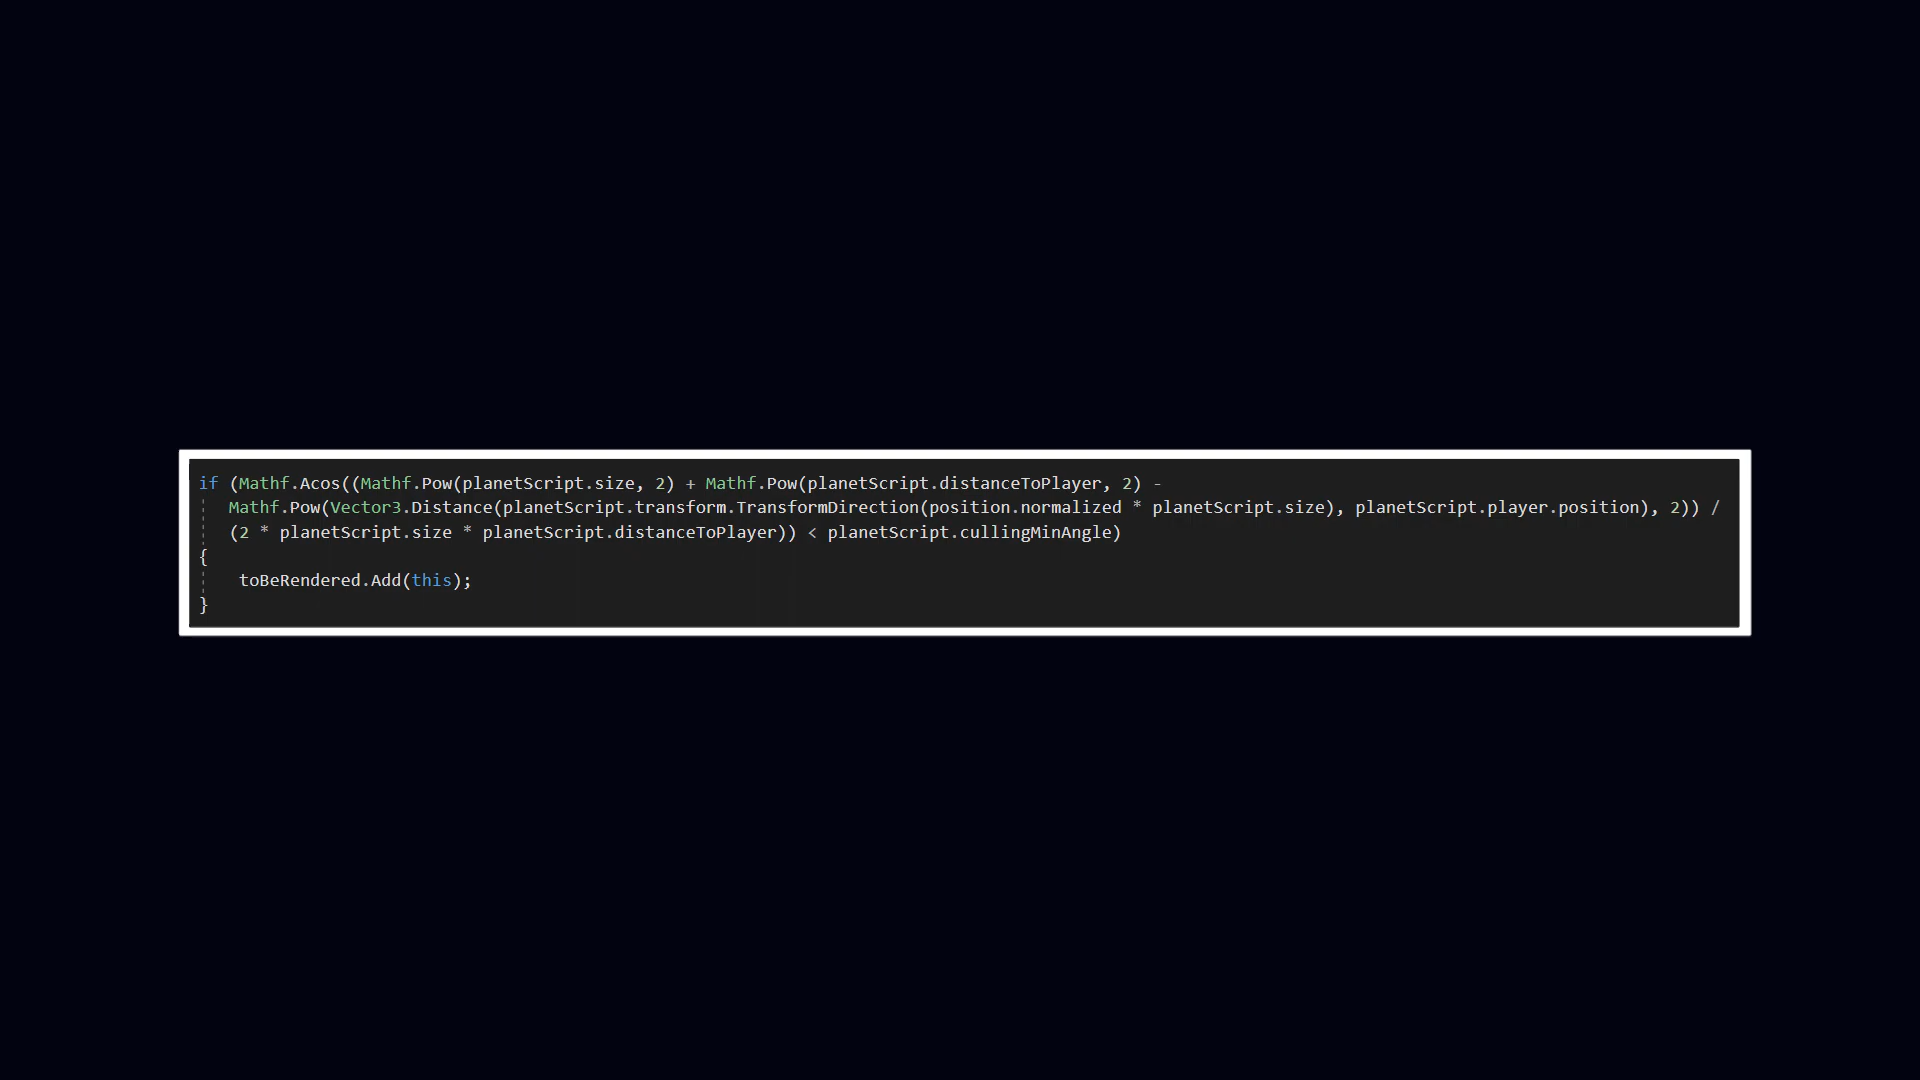 if (Mathf.Acos((Mathf.Pow(planetScript.size, 2) + Mathf.Pow(planetScript.distanceToPlayer, 2) -
Mathf.Pow(Vector3.Distance(planetScript.transform.TransformDirection(position.normalized * planetScript.size), planetScript.player.position), 2)) /
(2 * planetScript.size * planetScript.distanceToPlayer)) < planetScript.cullingMinAngle)
{
toBeRendered.Add(this);
}